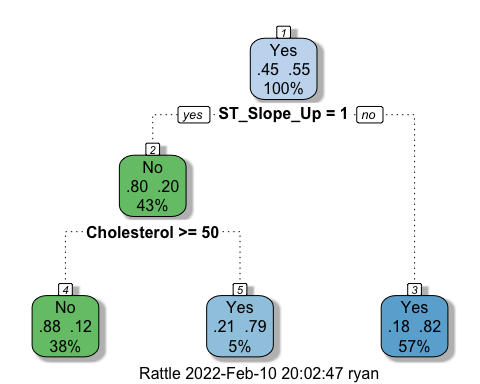 1
Yes
.45 .55
100%
yes ST_Slope_Up = 1 no
2
No
.80 .20
43%
Cholesterol >= 50
4
No
.88 .12
38%
5
Yes
.21 .79
5%
3
Yes
.18 .82
57%
Rattle 2022-Feb-10 20:02:47 ryan